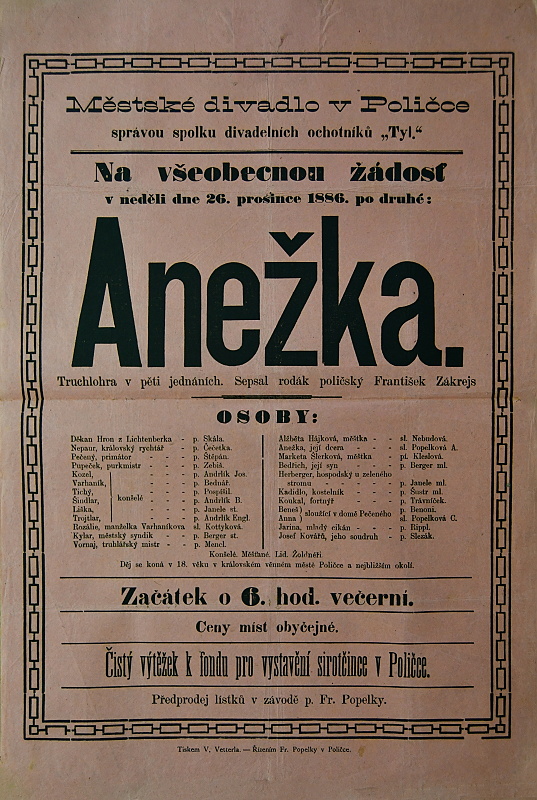 Městské divadlo v Poličce
správou spolku divadelních ochotníků „Tyl.“
Na všeobecnou žádosť
v neděli dne 26. prosince 1886. po druhé:
Anežka.
Truchlohra v pěti jednáních. Sepsal rodák poličský František Zákrejs
OSOBY:
Děkan Hron z Lichtenberka - p. Skála.
Nepaur, královský rychtář - p. Čečetka.
Pečený, primátor - - p. Štěpán.
Pupeček, purkmistr - - p. Zebiš.
Kozel, p. Andrlík Jos.
Varhaník, p. Bednář.
Tichý, p. Pospíšil.
Šindlar, konšelé - - p. Andrlík B.
Liška, p. Janele st.
Trojtlar, p. Andrlík Engl.
Rozálie, manželka Varhaníkova sl. Kottyková.
Kylar, městský syndik - p. Berger st.
Vornaj, truhlářský mistr - p. Mencl.
Alžběta Hájková, měštka - - sl. Nebudová.
Anežka, její dcera - - sl. Popelková A.
Marketa Šlerková, měštka - pí. Kleslová.
Bedřich, její syn - - p. Berger ml.
Herberger, hospodský u zeleného
stromu - - - p. Janele ml.
Kadidlo, kostelník - - p. Šustr ml.
Koukal, fortnýř - - p. Trávníček.
Beneš sloužící v domě Pečeného p. Benoni.
Anna sl. Popelková C.
Jarina, mladý cikán - - p. Rippl.
Josef Kovářů, jeho soudruh - p. Slezák.
Konšelé. Měšťané. Lid. Žoldnéři.
Děj se koná v 18. věku v královském věnném městě Poličce a nejbližším okolí.
Začátek o 6. hod. večerní.
Ceny míst obyčejné.
Čistý výtěžek k fondu pro vystavění sirotčince v Poličce.
Předprodej lístků v závodě p. Fr. Popelky.
Tiskem V. Vetterla. — Řízením Fr. Popelky v Poličce.